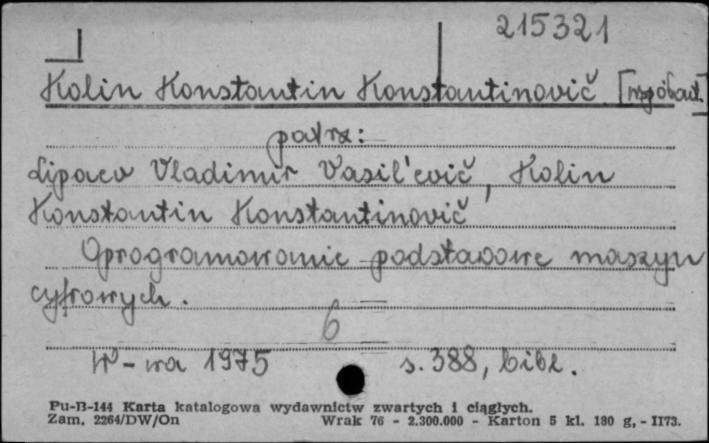 215321
Kolin Konstantin Konstantinovič [współaut.]
patrz:
Lipaev Vladimir Vasil'evič, Kolin
Konstantin Konstantinovič
Oprogramowanie podstawowe maszyn
cyfrowych.
6
W-wa 1975 s. 388, bibl.
Pu-B-144 Karta katalogowa wydawnictw zwartych i ciągłych.
Zam. 2264/DW/On Wrak 76 - 2.300.000 - Karton 5 kl. 180 g, - II73.